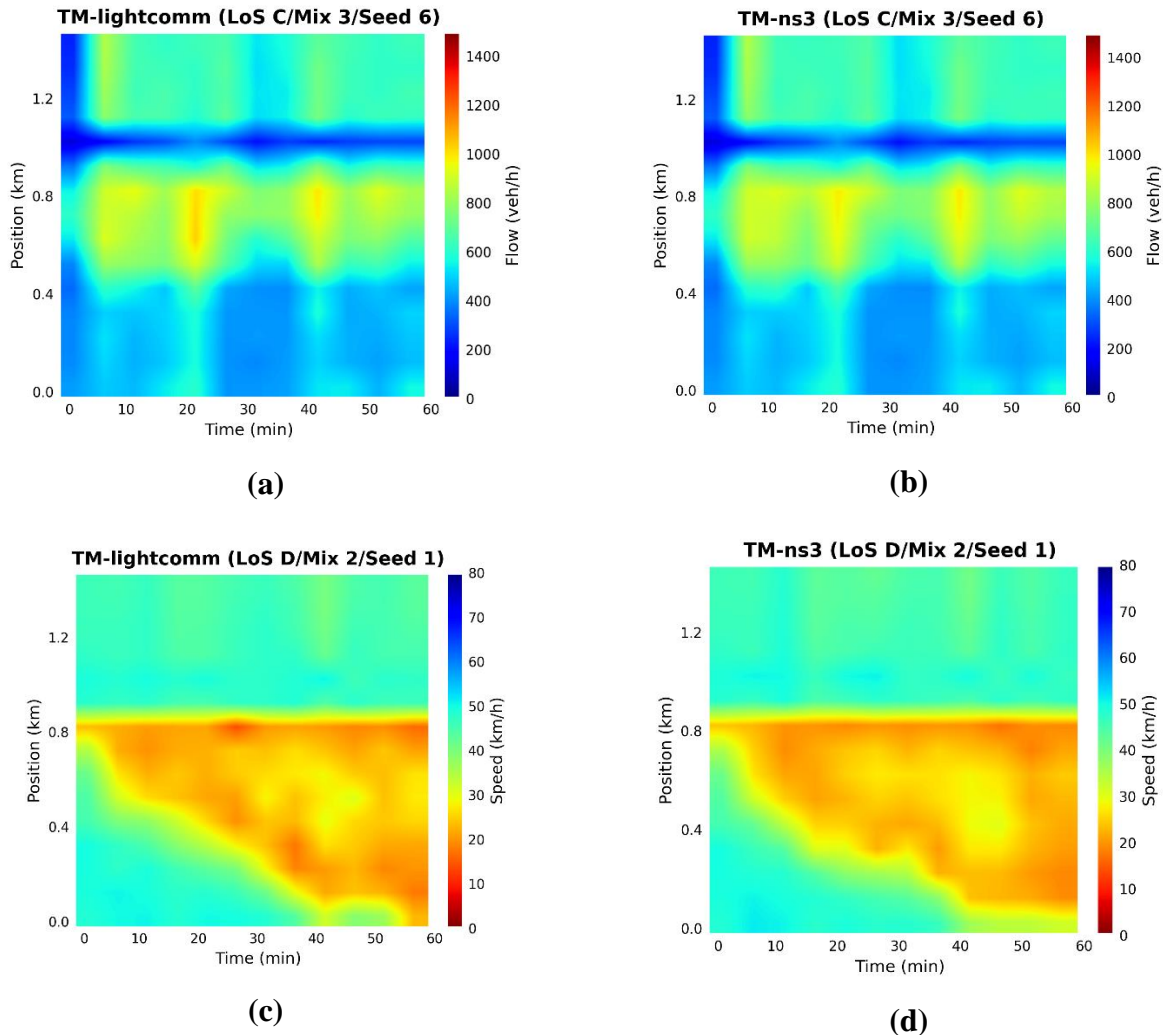 TM-lightcomm (LoS C/Mix 3/Seed 6)
1.2
0.8
0.4
0.0
Position (km)
0 10 20 30 40 50 60
Time (min)
1400
1200
1000
800
600
400
200
0
Flow (veh/h)
(a)
TM-ns3 (LoS C/Mix 3/Seed 6)
1.2
0.8
0.4
0.0
Position (km)
0 10 20 30 40 50 60
Time (min)
1400
1200
1000
800
600
400
200
0
Flow (veh/h)
(b)
TM-lightcomm (LoS D/Mix 2/Seed 1)
1.2
0.8
0.4
0.0
Position (km)
0 10 20 30 40 50 60
Time (min)
80
70
60
50
40
30
20
10
0
Speed (km/h)
(c)
TM-ns3 (LoS D/Mix 2/Seed 1)
1.2
0.8
0.4
0.0
Position (km)
0 10 20 30 40 50 60
Time (min)
80
70
60
50
40
30
20
10
0
Speed (km/h)
(d)